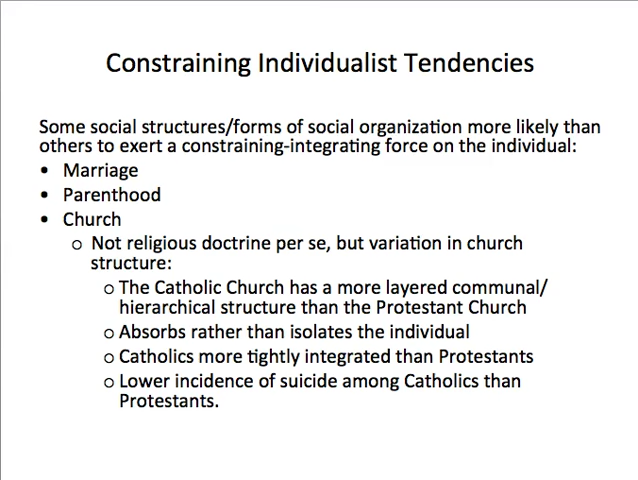 Constraining Individualist Tendencies
Some social structures/forms of social organization more likely than
others to exert a constraining-integrating force on the individual:
• Marriage
• Parenthood
• Church
o Not religious doctrine per se, but variation in church
structure:
o The Catholic Church has a more layered communal/
hierarchical structure than the Protestant Church
o Absorbs rather than isolates the individual
o Catholics more tightly integrated than Protestants
o Lower incidence of suicide among Catholics than
Protestants.